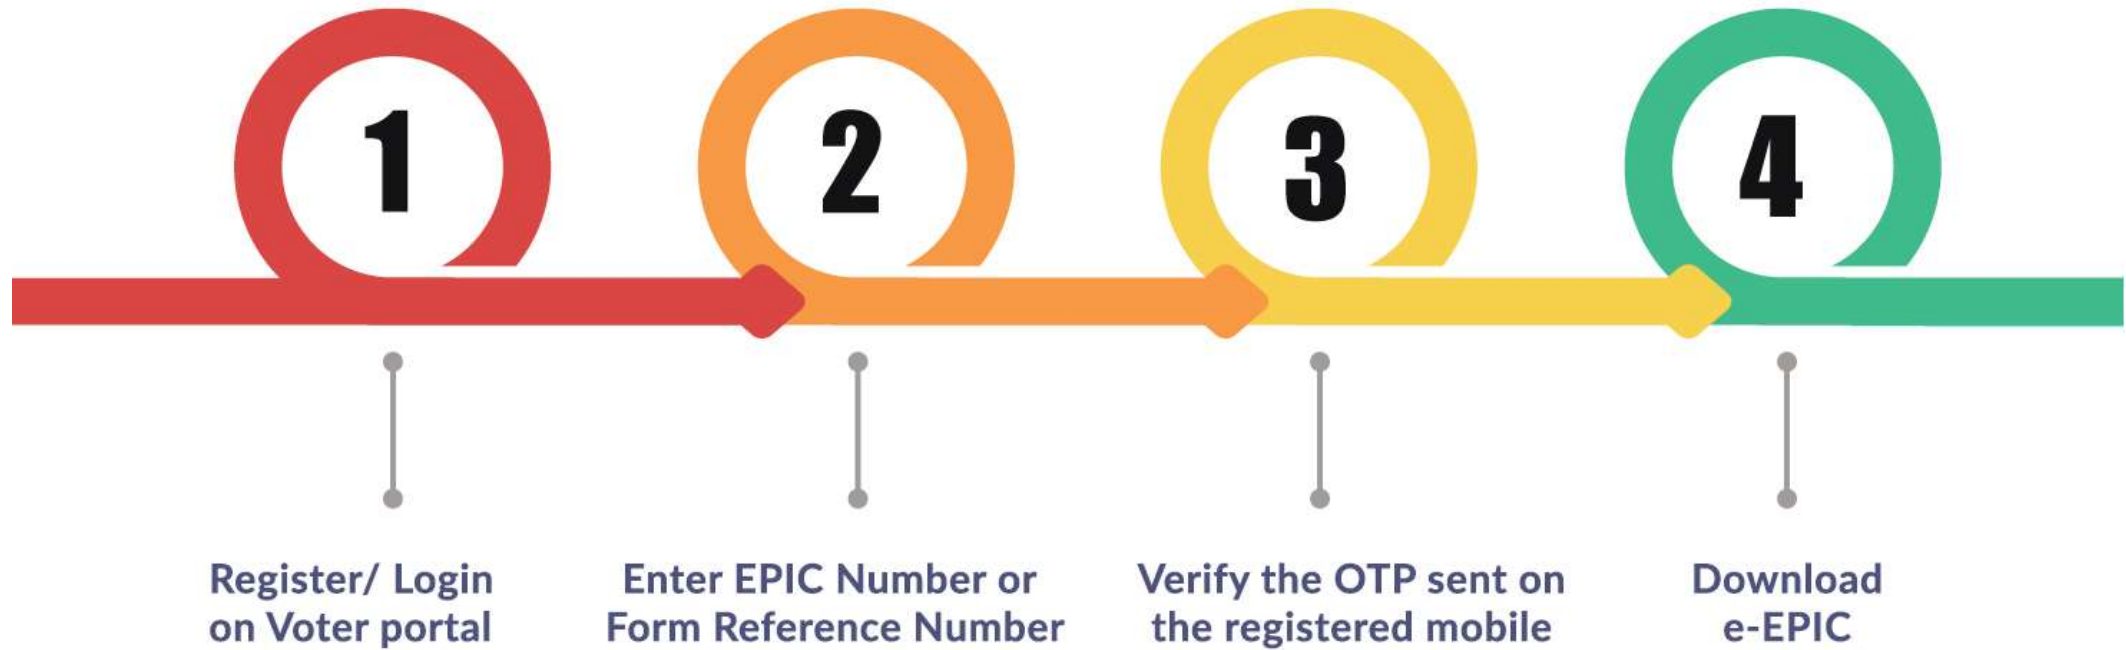 1
2
3
4
Register/ Login
on Voter portal
Enter EPIC Number or
Form Reference Number
Verify the OTP sent on
the registered mobile
Download
e-EPIC